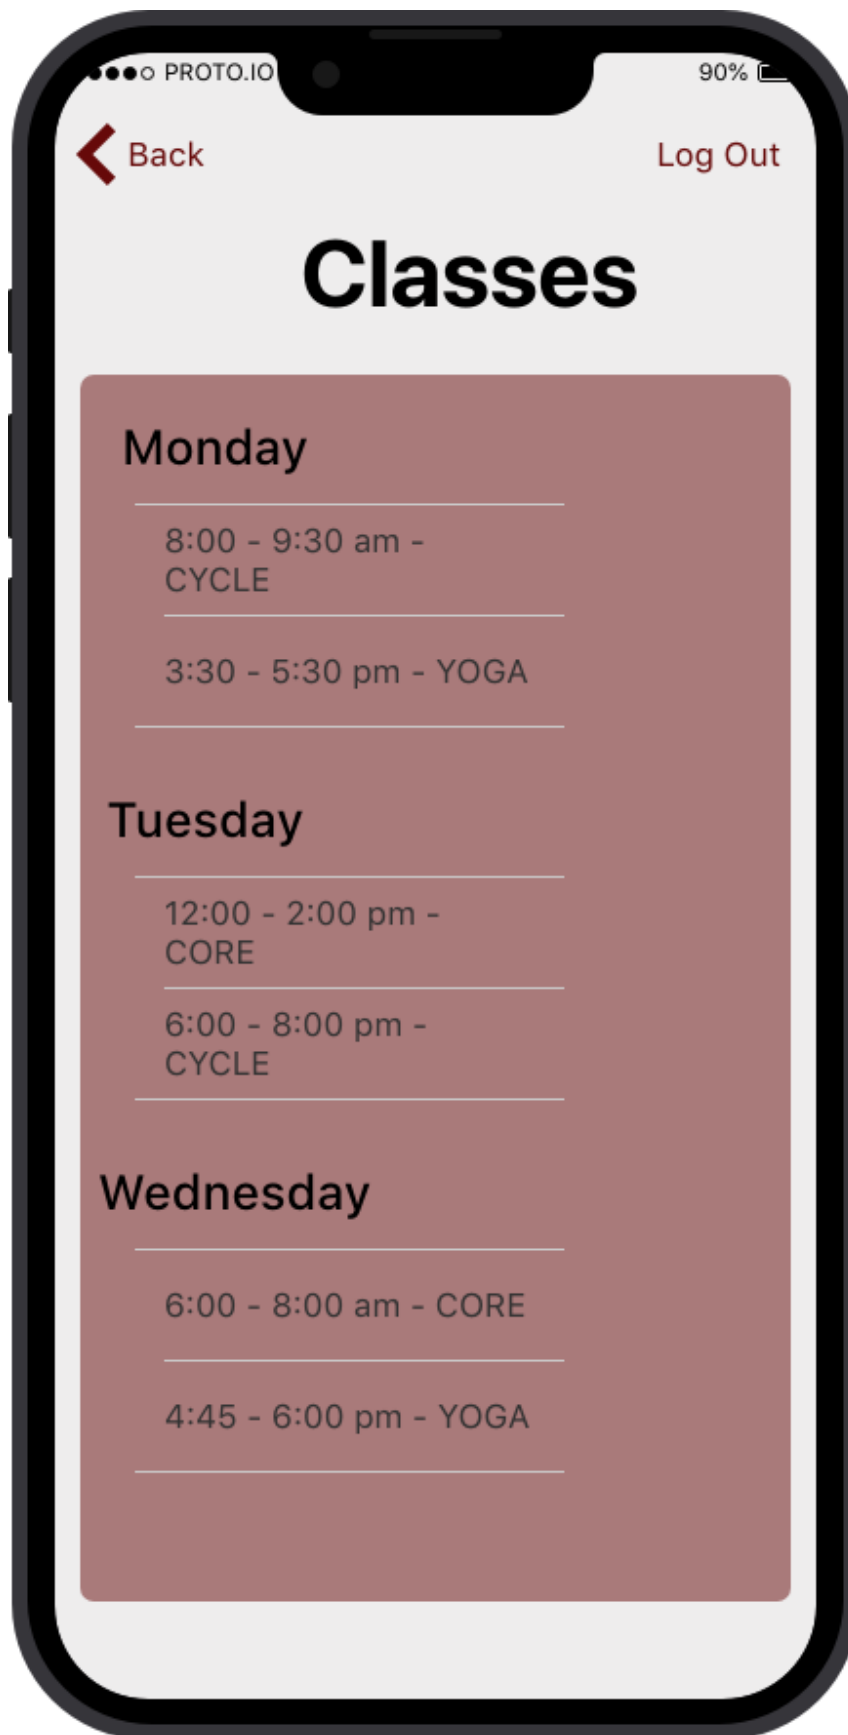 PROTO.IO 90%
Back Log Out
Classes
Monday
8:00 - 9:30 am -
CYCLE
3:30 - 5:30 pm - YOGA
Tuesday
12:00 - 2:00 pm -
CORE
6:00 - 8:00 pm -
CYCLE
Wednesday
6:00 - 8:00 am - CORE
4:45 - 6:00 pm - YOGA